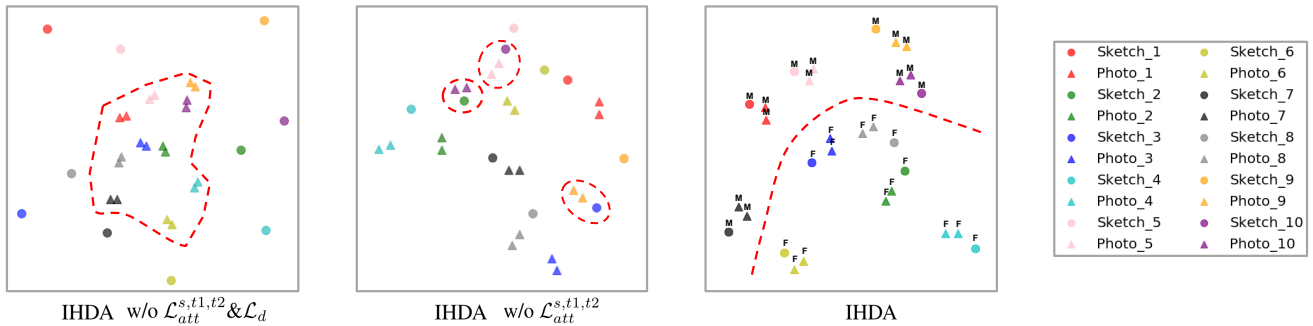 M
M M
M M M M
M M
M M M
M
F F
F F F
F F
F F
M M
M F F
F F
F F
IHDA w/o $\mathcal{L}_{att}^{s,t1,t2}$&$\mathcal{L}_d$
IHDA w/o $\mathcal{L}_{att}^{s,t1,t2}$
IHDA
Sketch_1
Photo_1
Sketch_2
Photo_2
Sketch_3
Photo_3
Sketch_4
Photo_4
Sketch_5
Photo_5
Sketch_6
Photo_6
Sketch_7
Photo_7
Sketch_8
Photo_8
Sketch_9
Photo_9
Sketch_10
Photo_10